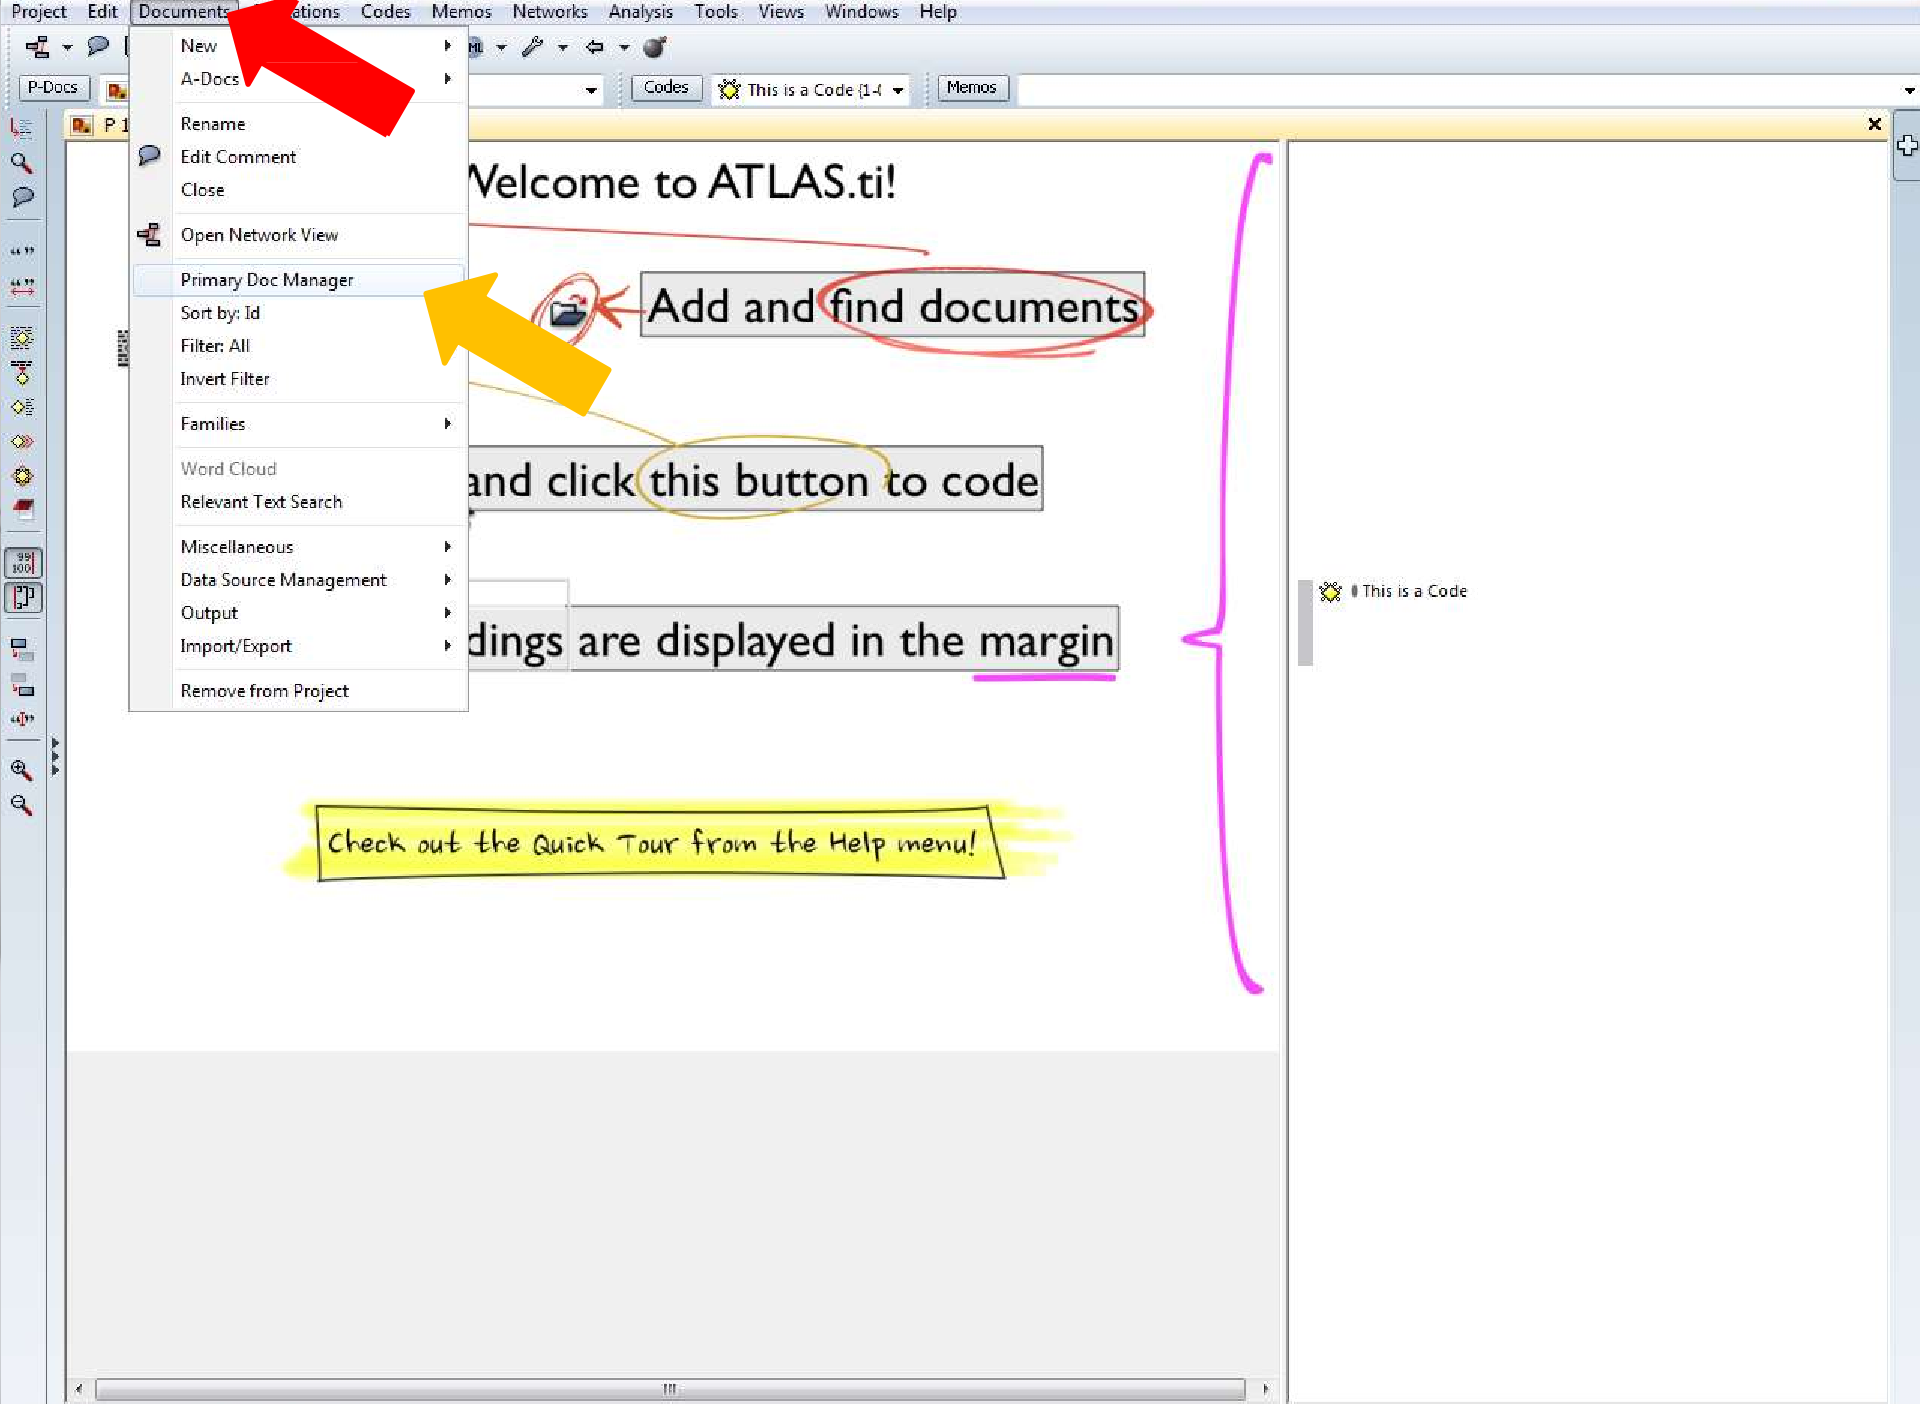 Project Edit Documents ations Codes Memos Networks Analysis Tools Views Windows Help
P-Docs Codes This is a Code {1-( Memos
P 1
New
A-Docs
Rename
Edit Comment
Close
Open Network View
Primary Doc Manager
Sort by: Id
Filter: All
Invert Filter
Families
Word Cloud
Relevant Text Search
Miscellaneous
Data Source Management
Output
Import/Export
Remove from Project
Welcome to ATLAS.ti!
Add and find documents
and click this button to code
dings are displayed in the margin
Check out the Quick Tour from the Help menu!
This is a Code